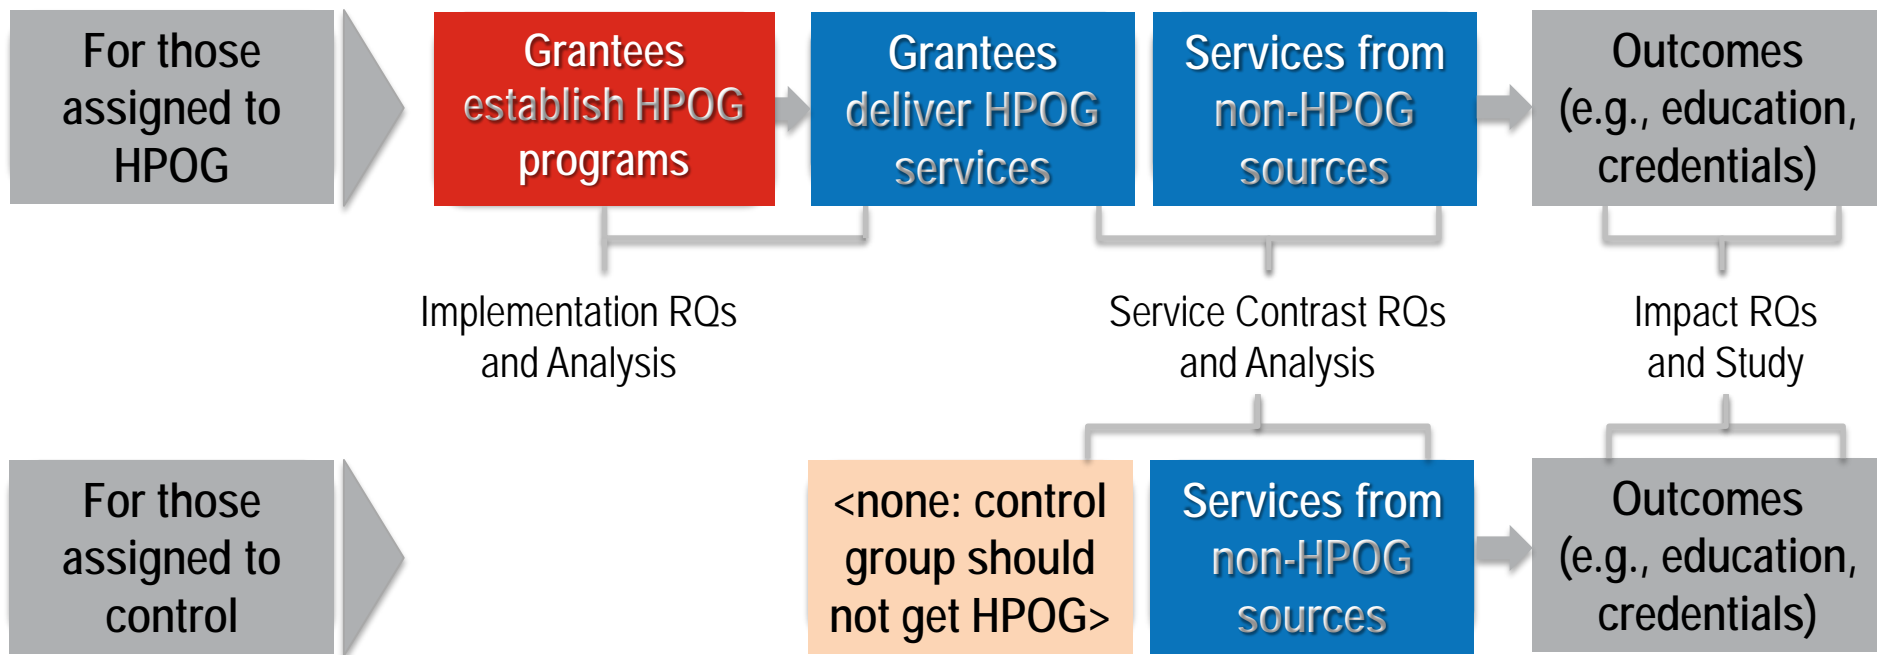 For those
assigned to
HPOG
Grantees
establish HPOG
programs
Grantees
deliver HPOG
services
Services from
non-HPOG
sources
Outcomes
(e.g., education,
credentials)
Implementation RQs
and Analysis
Service Contrast RQs
and Analysis
Impact RQs
and Study
For those
assigned to
control
<none: control
group should
not get HPOG>
Services from
non-HPOG
sources
Outcomes
(e.g., education,
credentials)